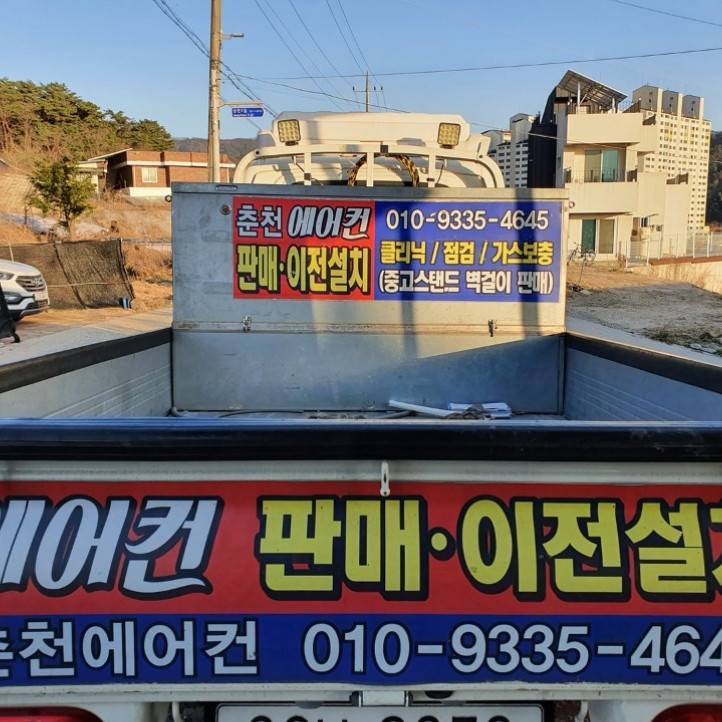 춘천 에어컨 010-9335-4645
판매·이전설치 클리닉 / 점검 / 가스보충
(중고스탠드 벽걸이 판매)
에어컨 판매·이전설치
춘천에어컨 010-9335-464